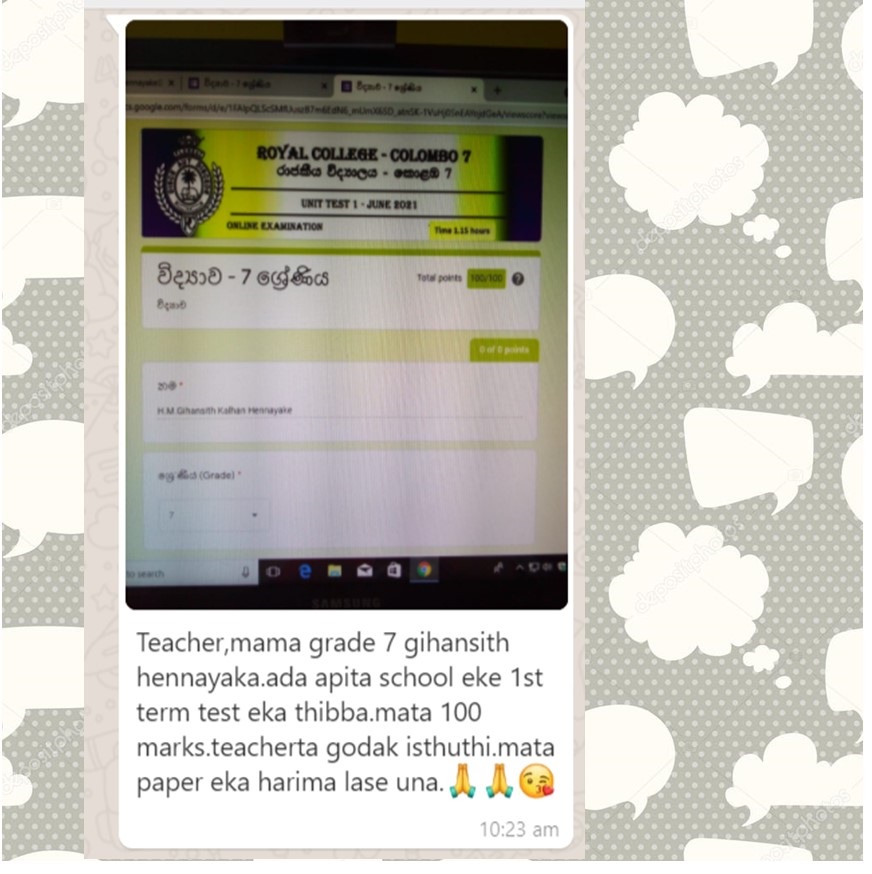 විද්‍යාව - 7 ශ්‍රේණිය
විද්‍යාව - 7 ශ්‍රේණිය
ROYAL COLLEGE - COLOMBO 7
රාජකීය විද්‍යාලය - කොළඹ 7
UNIT TEST 1 - JUNE 2021
ONLINE EXAMINATION
Time 1.15 hours
විද්‍යාව - 7 ශ්‍රේණිය
Total points 100/100
විද්‍යාව
0 of 0 points
නම *
H.M.Gihansith Kalhan Hennayake
ශ්‍රේණිය (Grade) *
7
to search
SAMSUNG
Teacher,mama grade 7 gihansith
hennayaka.ada apita school eke 1st
term test eka thibba.mata 100
marks.teacherta godak isthuthi.mata
paper eka harima lase una.🙏🙏😘
10:23 am
depositphotos